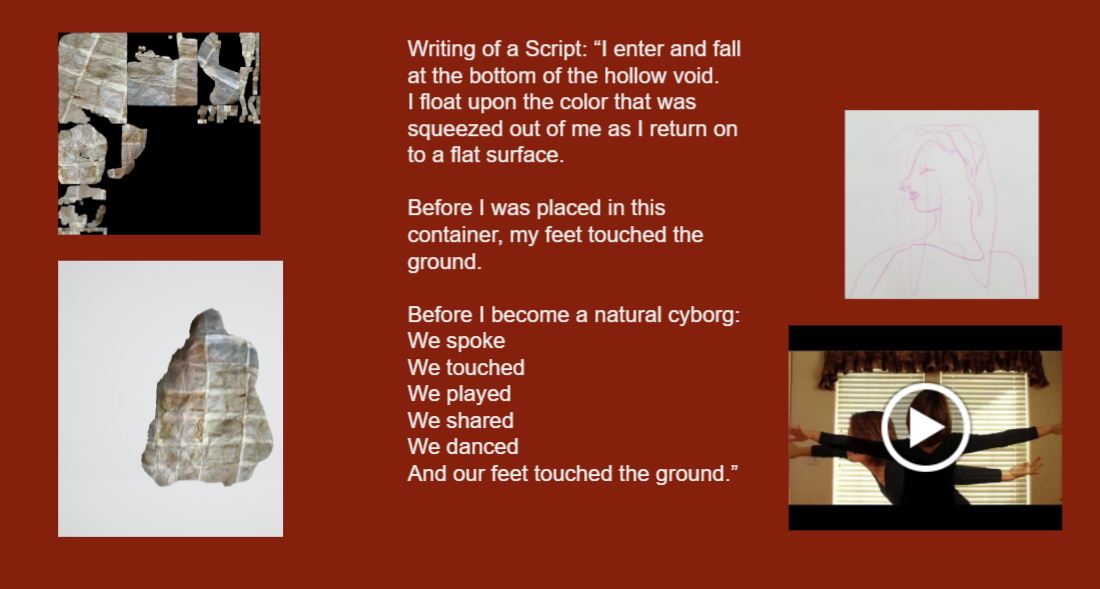 Writing of a Script: “I enter and fall
at the bottom of the hollow void.
I float upon the color that was
squeezed out of me as I return on
to a flat surface.
Before I was placed in this
container, my feet touched the
ground.
Before I become a natural cyborg:
We spoke
We touched
We played
We shared
We danced
And our feet touched the ground.”